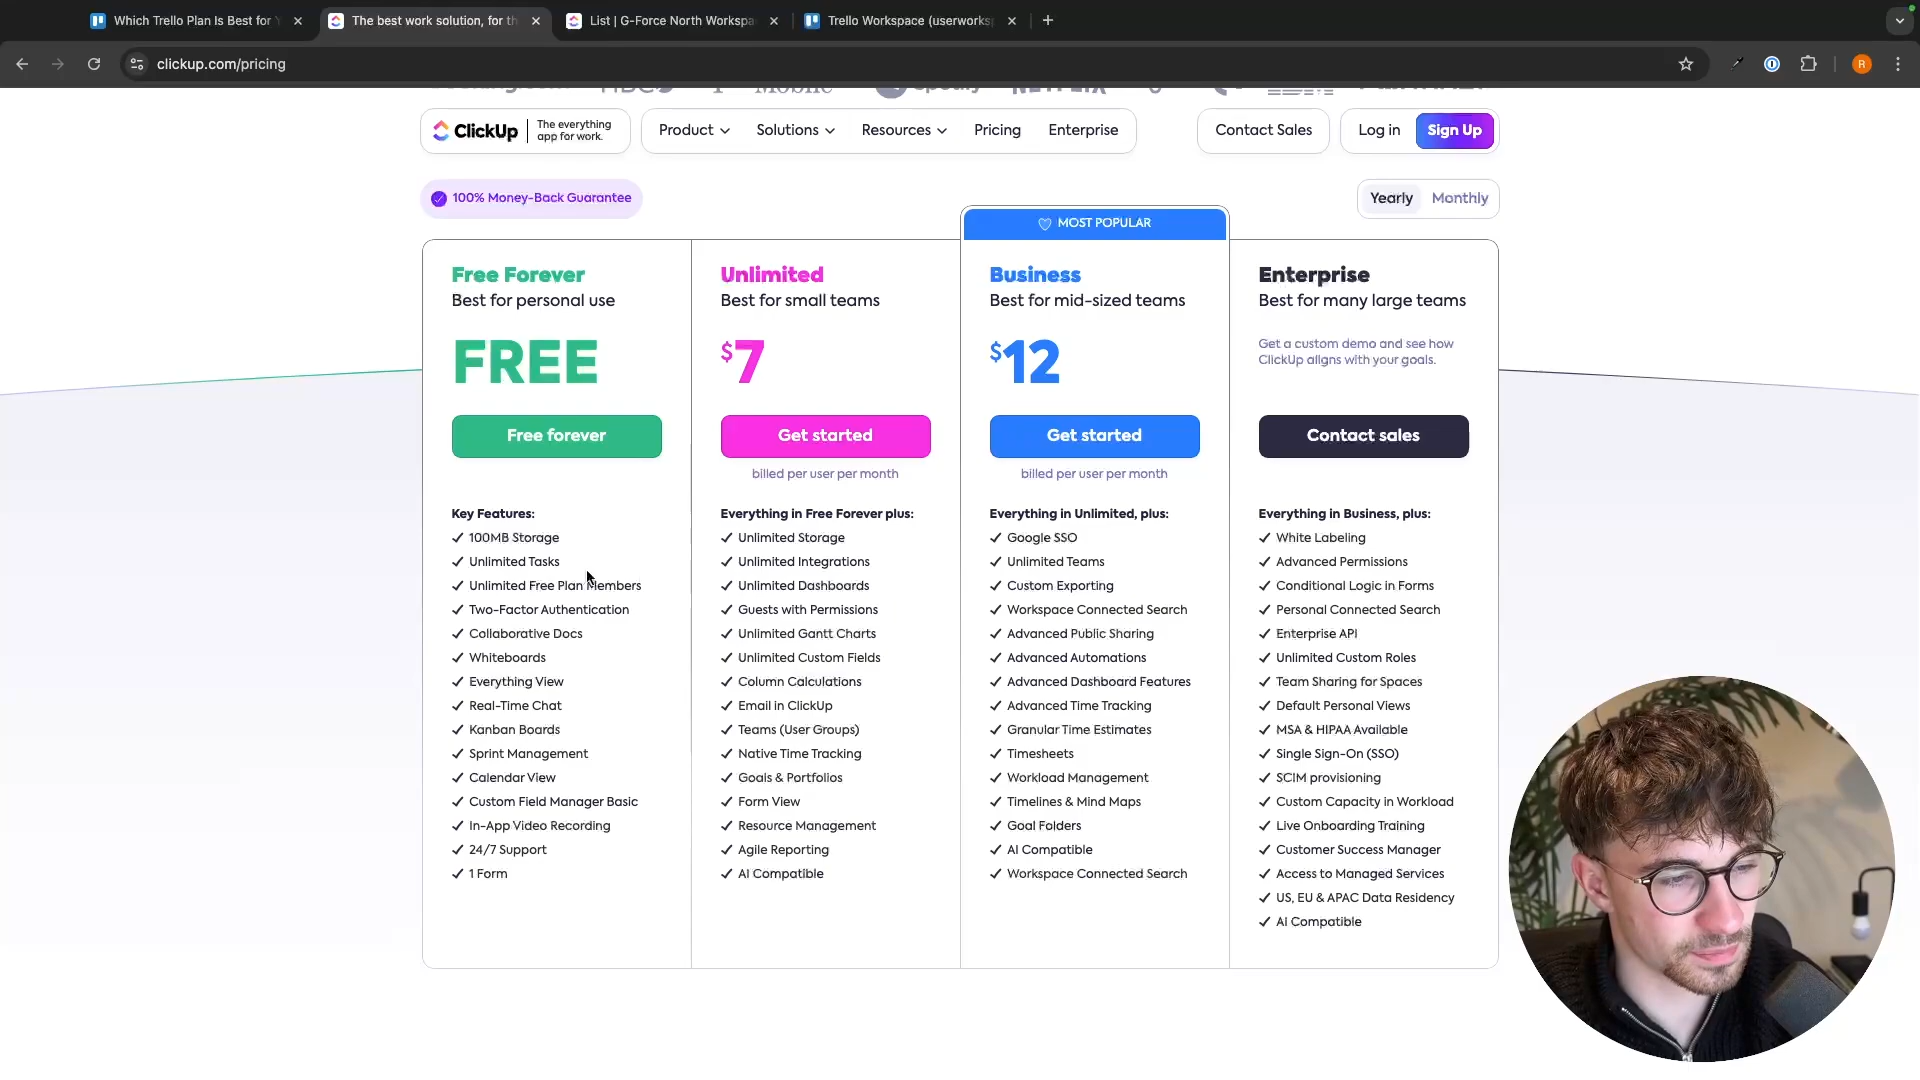 Which Trello Plan Is Best for
The best work solution, for th
List | G-Force North Workspa
Trello Workspace (userworks
clickup.com/pricing
R
ClickUp
The everything
app for work.
Product
Solutions
Resources
Pricing
Enterprise
Contact Sales
Log in
Sign Up
100% Money-Back Guarantee
Yearly
Monthly
MOST POPULAR
Free Forever
Best for personal use
FREE
Free forever
Key Features:
100MB Storage
Unlimited Tasks
Unlimited Free Plan Members
Two-Factor Authentication
Collaborative Docs
Whiteboards
Everything View
Real-Time Chat
Kanban Boards
Sprint Management
Calendar View
Custom Field Manager Basic
In-App Video Recording
24/7 Support
1 Form
Unlimited
Best for small teams
$7
Get started
billed per user per month
Everything in Free Forever plus:
Unlimited Storage
Unlimited Integrations
Unlimited Dashboards
Guests with Permissions
Unlimited Gantt Charts
Unlimited Custom Fields
Column Calculations
Email in ClickUp
Teams (User Groups)
Native Time Tracking
Goals & Portfolios
Form View
Resource Management
Agile Reporting
AI Compatible
Business
Best for mid-sized teams
$12
Get started
billed per user per month
Everything in Unlimited, plus:
Google SSO
Unlimited Teams
Custom Exporting
Workspace Connected Search
Advanced Public Sharing
Advanced Automations
Advanced Dashboard Features
Advanced Time Tracking
Granular Time Estimates
Timesheets
Workload Management
Timelines & Mind Maps
Goal Folders
AI Compatible
Workspace Connected Search
Enterprise
Best for many large teams
Get a custom demo and see how
ClickUp aligns with your goals.
Contact sales
Everything in Business, plus:
White Labeling
Advanced Permissions
Conditional Logic in Forms
Personal Connected Search
Enterprise API
Unlimited Custom Roles
Team Sharing for Spaces
Default Personal Views
MSA & HIPAA Available
Single Sign-On (SSO)
SCIM provisioning
Custom Capacity in Workload
Live Onboarding Training
Customer Success Manager
Access to Managed Services
US, EU & APAC Data Residency
AI Compatible